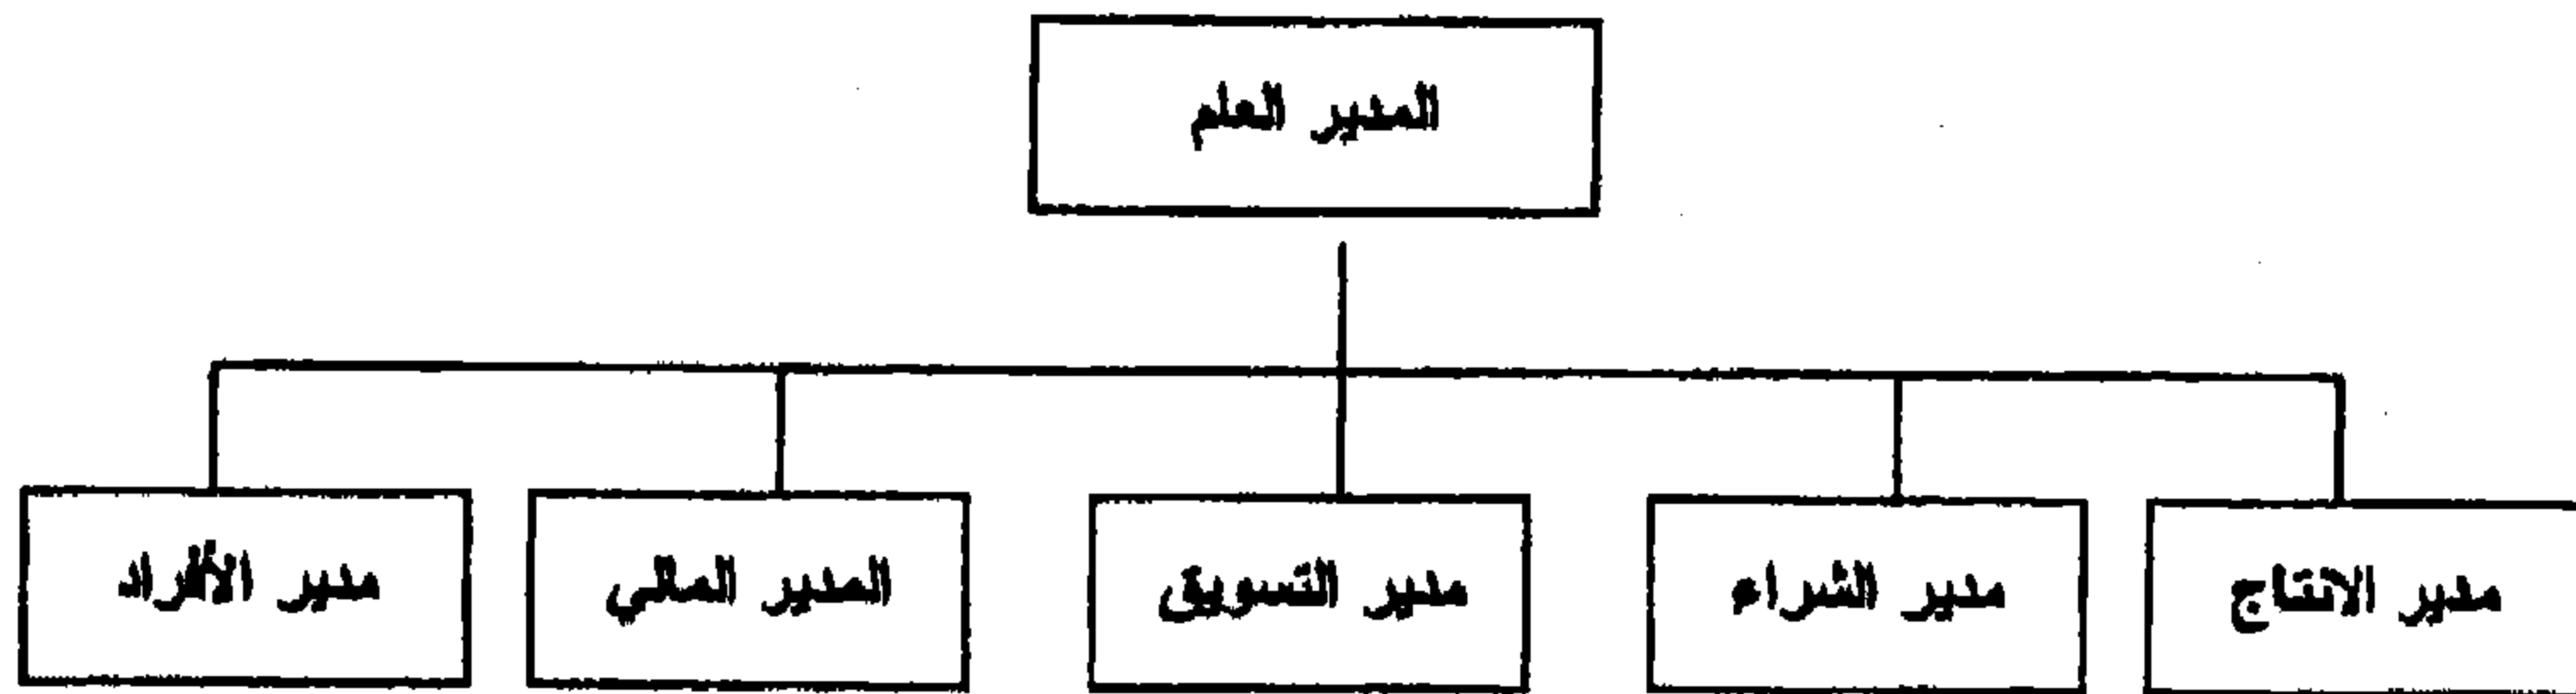 المدير العام
مدير الانتاج
مدير الشراء
مدير التسويق
المدير المالي
مدير الأفراد